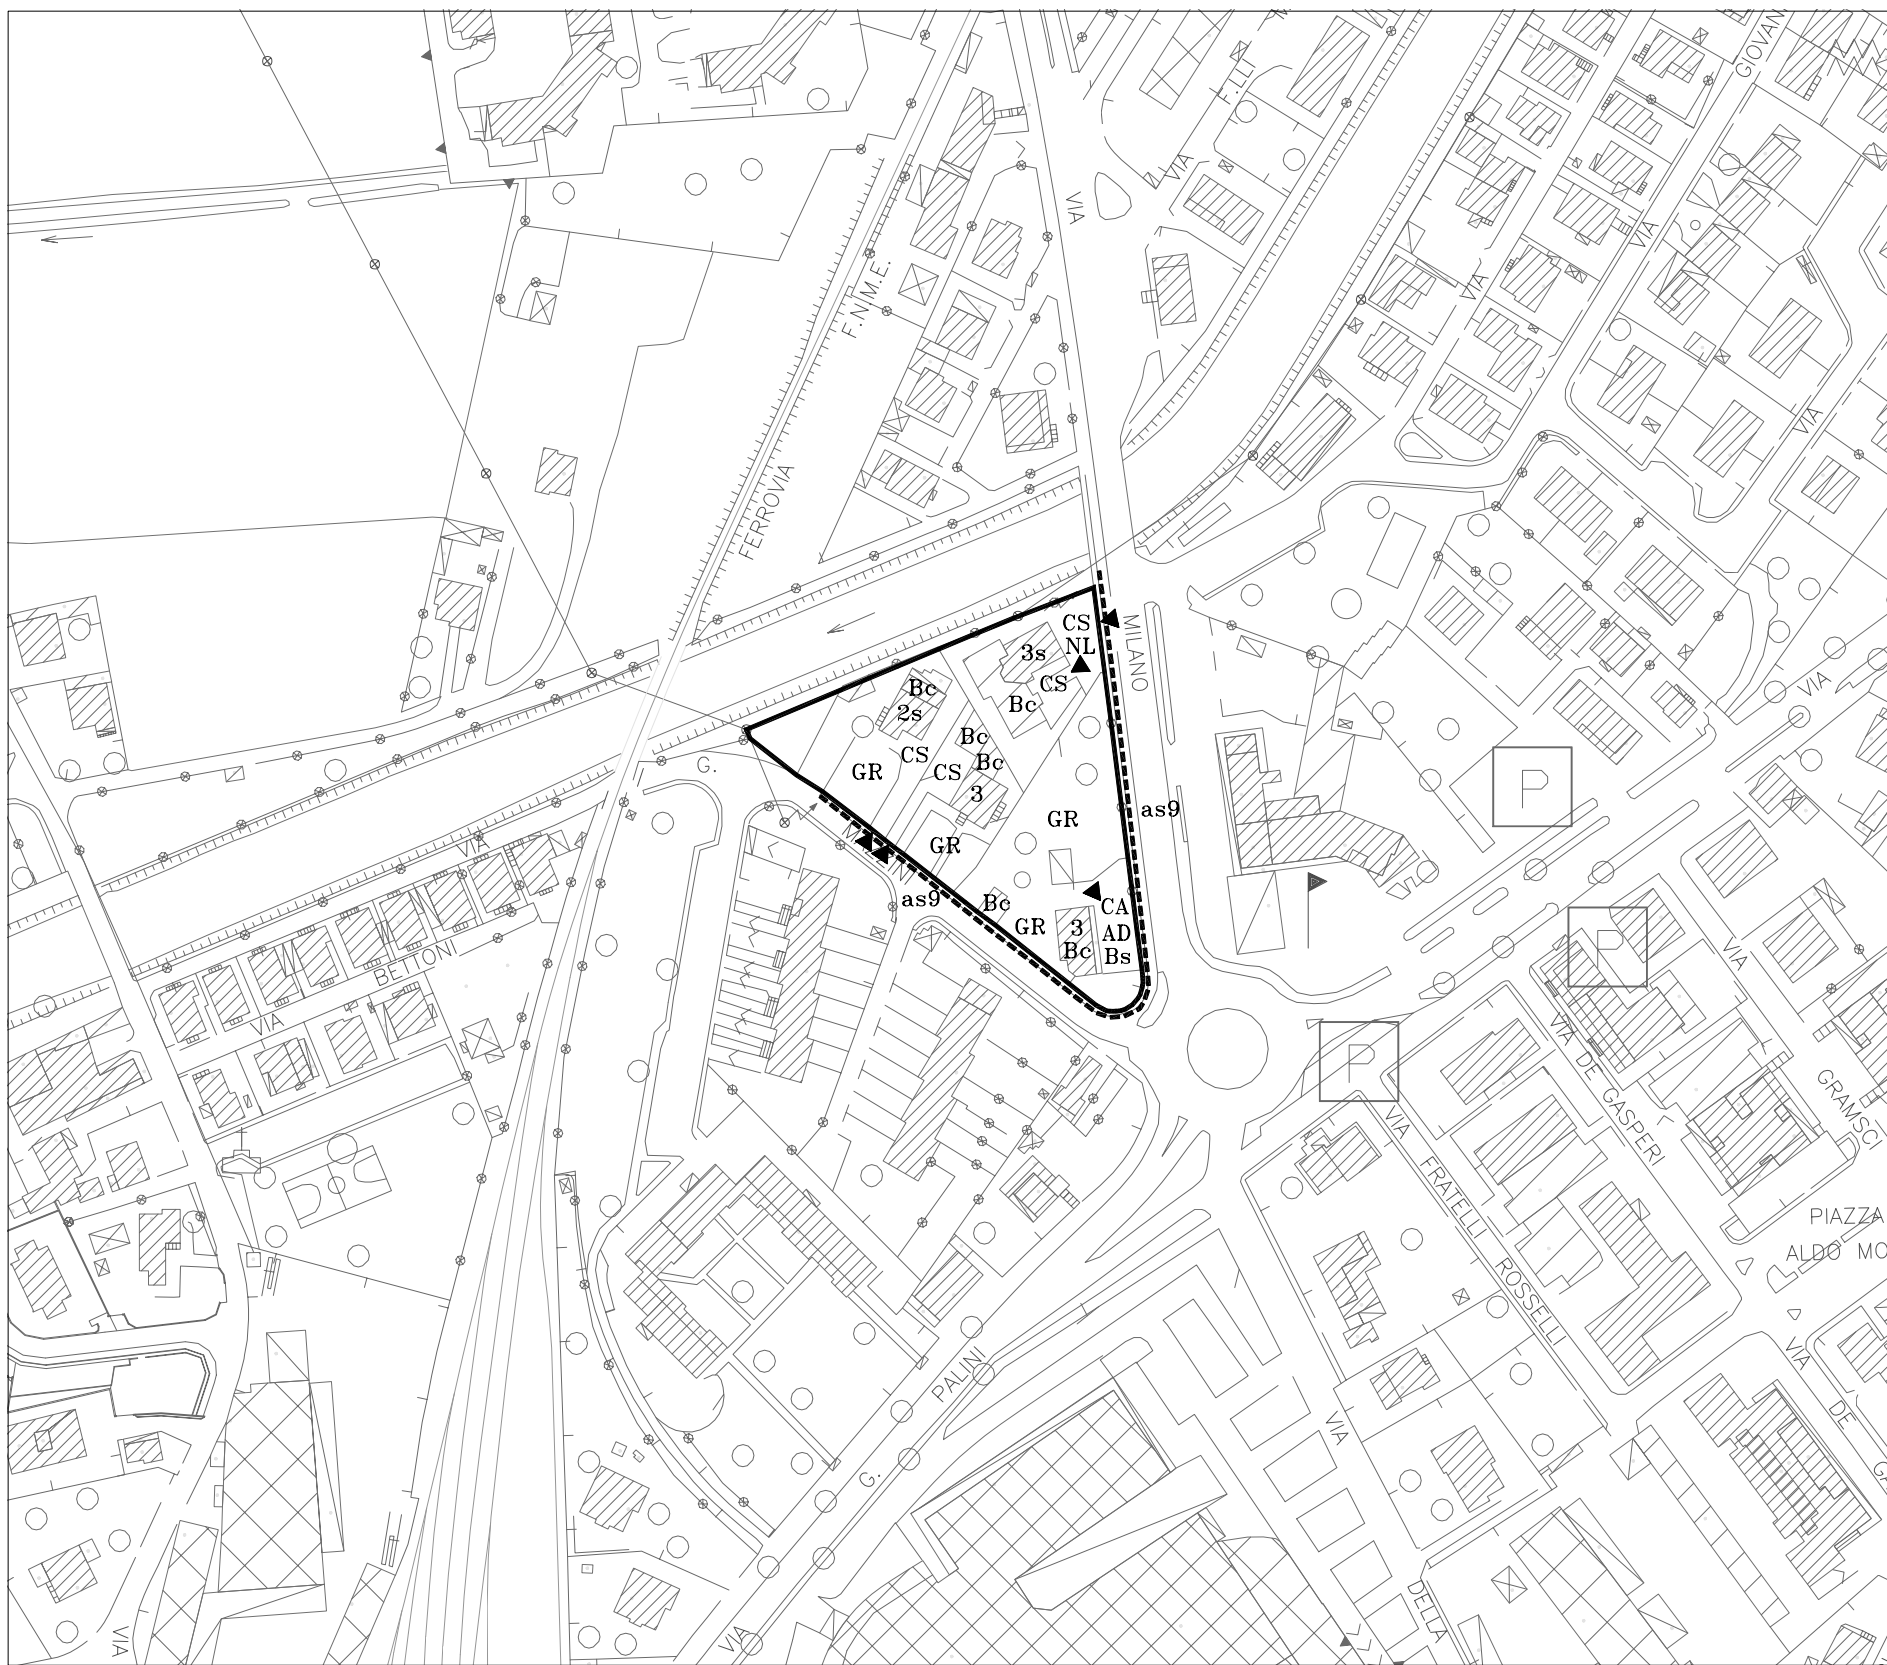 GIOVAN
F.LLI
VIA
VIA
VIA
F.N.M.E.
VIA
VIA
FERROVIA
MILANO
CS
NL
3s
CS
Bc
Bc
2s
VIA
Bc
CS
Bc
GR
CS
G.
3
P
as9
GR
VIA
GR
as9
Bc
CA
GR
3
AD
Bc
Bs
P
VIA
BETTONI
VIA
VIA DE GASPERI
P
GRAMSCI
VIA
FRATELLI
ROSSELLI
PIAZZA
ALDO MO
PALINI
VIA
DE
GA
VIA
G.
DELLA
VIA
VIA